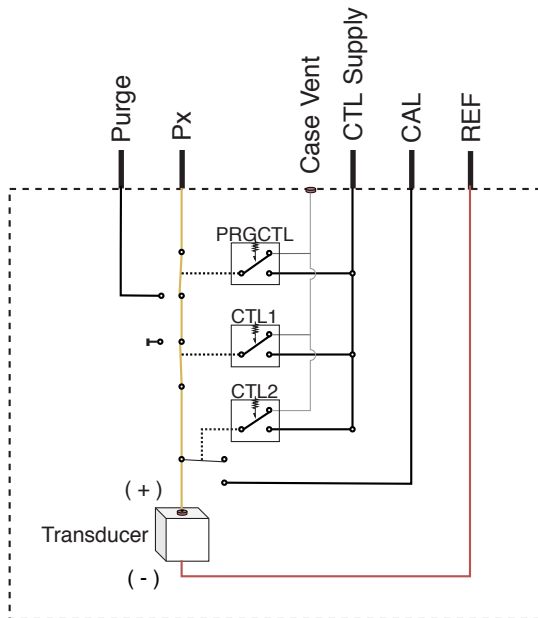 Purge
Px
Case Vent
CTL Supply
CAL
REF
PRGCTL
CTL1
CTL2
(+)
Transducer
(-)